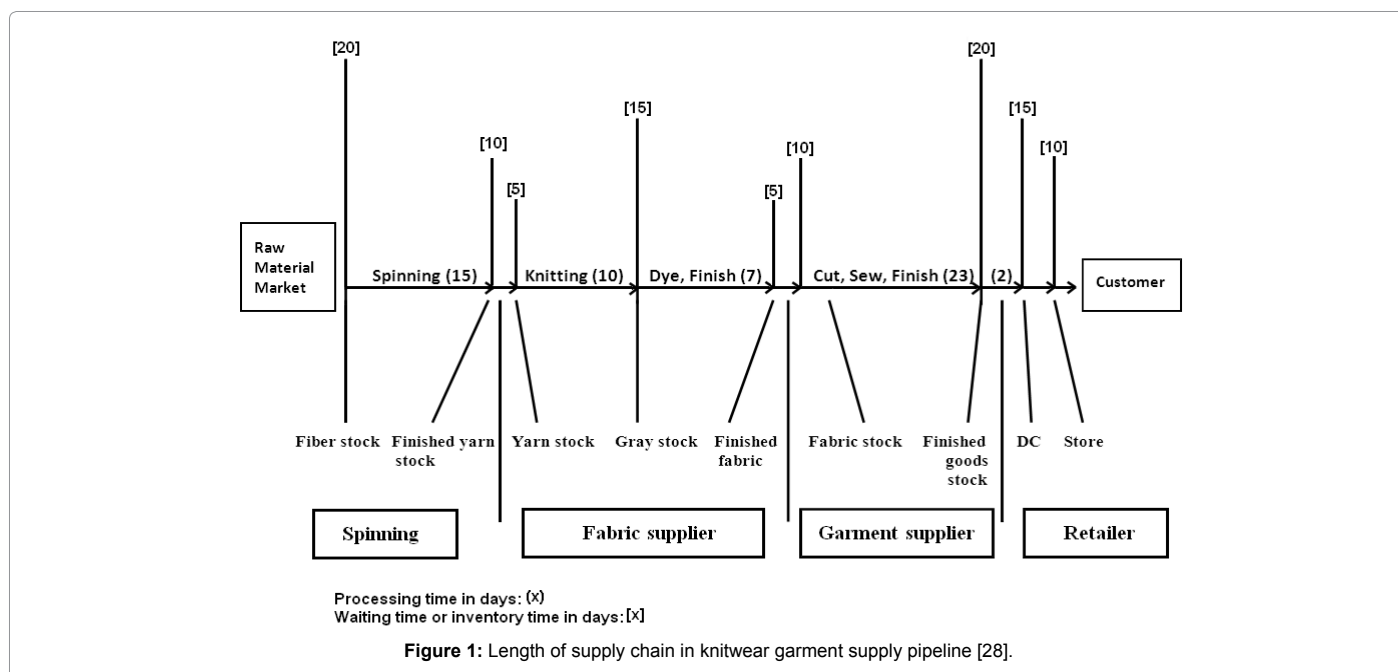 [20]
[20]
[15]
[15]
[10]
[10]
[10]
[5]
[5]
Raw
Material
Market
Spinning (15)
Knitting (10)
Dye, Finish (7)
Cut, Sew, Finish (23)
(2)
Customer
Fiber stock
Finished yarn
stock
Yarn stock
Gray stock
Finished
fabric
Fabric stock
Finished
goods
stock
DC
Store
Spinning
Fabric supplier
Garment supplier
Retailer
Processing time in days: (x)
Waiting time or inventory time in days: [x]
Figure 1: Length of supply chain in knitwear garment supply pipeline [28].